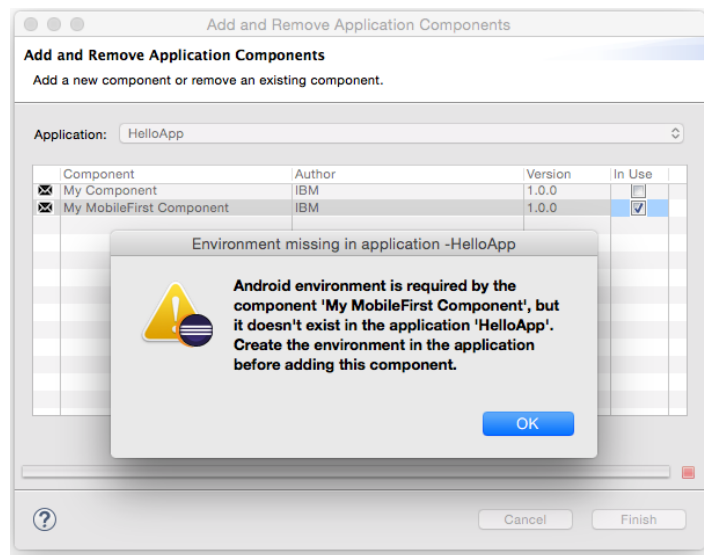 Add and Remove Application Components
Add and Remove Application Components
Add a new component or remove an existing component.
Application: HelloApp
Component Author Version In Use
My Component IBM 1.0.0
My MobileFirst Component IBM 1.0.0
Environment missing in application -HelloApp
Android environment is required by the
component 'My MobileFirst Component', but
it doesn't exist in the application 'HelloApp'.
Create the environment in the application
before adding this component.
OK
?
Cancel Finish